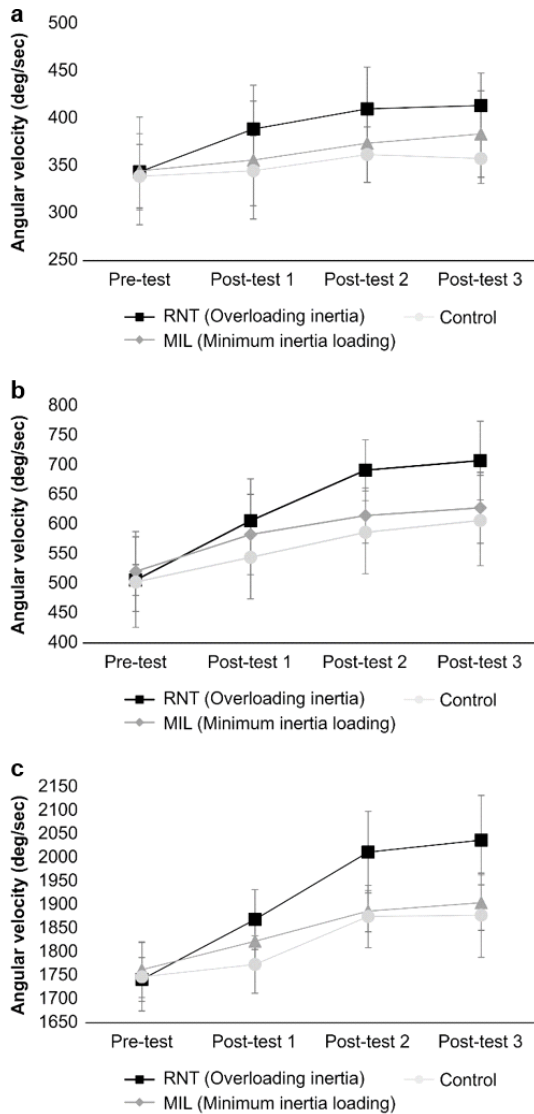 a
Angular velocity (deg/sec)
500
450
400
350
300
250
Pre-test Post-test 1 Post-test 2 Post-test 3
RNT (Overloading inertia) Control
MIL (Minimum inertia loading)
b
Angular velocity (deg/sec)
800
750
700
650
600
550
500
450
400
Pre-test Post-test 1 Post-test 2 Post-test 3
RNT (Overloading inertia) Control
MIL (Minimum inertia loading)
c
Angular velocity (deg/sec)
2150
2100
2050
2000
1950
1900
1850
1800
1750
1700
1650
Pre-test Post-test 1 Post-test 2 Post-test 3
RNT (Overloading inertia) Control
MIL (Minimum inertia loading)